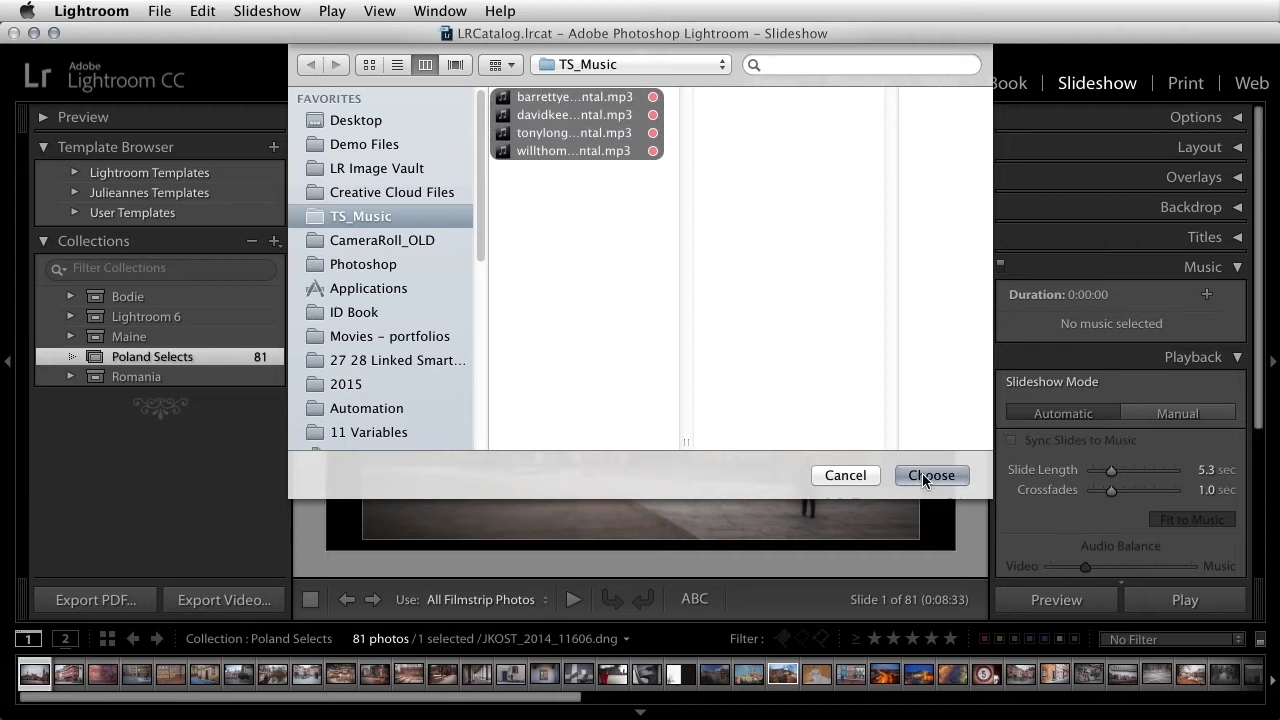 Lightroom File Edit Slideshow Play View Window Help
LRCatalog.lrcat – Adobe Photoshop Lightroom – Slideshow
Lr Adobe Lightroom CC
TS_Music
Book Slideshow Print Web
Preview
Template Browser
Lightroom Templates
Julieannes Templates
User Templates
Collections
Filter Collections
Bodie
Lightroom 6
Maine
Poland Selects 81
Romania
Export PDF... Export Video...
FAVORITES
Desktop
Demo Files
LR Image Vault
Creative Cloud Files
TS_Music
CameraRoll_OLD
Photoshop
Applications
ID Book
Movies – portfolios
27 28 Linked Smart...
2015
Automation
11 Variables
barrettye...ntal.mp3
davidkee...ntal.mp3
tonylong...ntal.mp3
willthom...ntal.mp3
Cancel Choose
Options
Layout
Overlays
Backdrop
Titles
Music
Duration: 0:00:00
No music selected
Playback
Slideshow Mode
Automatic Manual
Sync Slides to Music
Slide Length 5.3 sec
Crossfades 1.0 sec
Fit to Music
Audio Balance
Video Music
Preview Play
Use: All Filmstrip Photos ABC Slide 1 of 81 (0:08:33)
1 2 Collection : Poland Selects 81 photos /1 selected /JKOST_2014_11606.dng Filter : ≥ No Filter